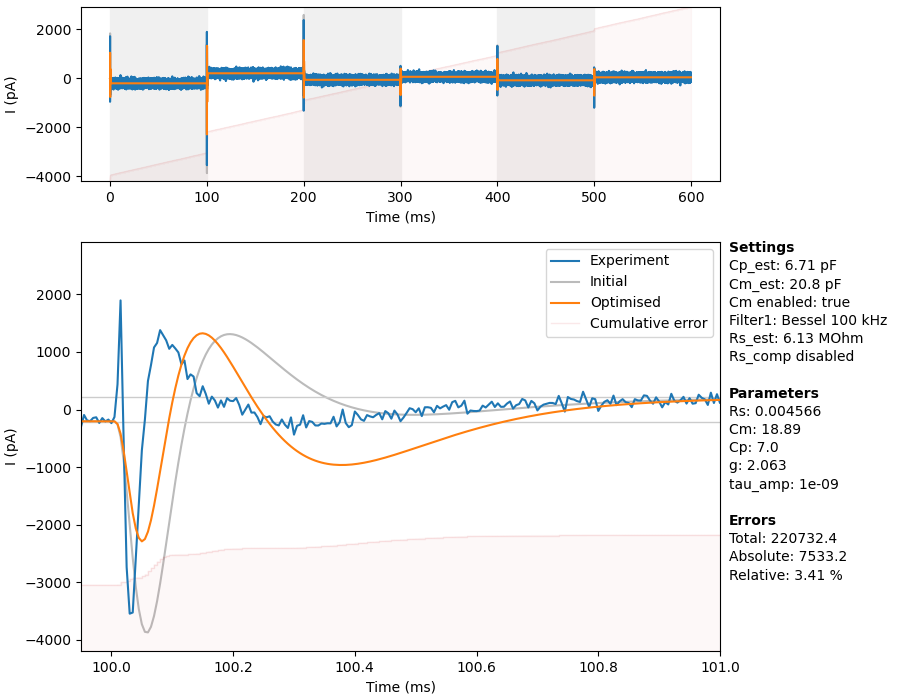 2000
0
−2000
−4000
I (pA)
0 100 200 300 400 500 600
Time (ms)
Experiment
Initial
Optimised
Cumulative error
2000
1000
0
−1000
−2000
−3000
−4000
I (pA)
100.0 100.2 100.4 100.6 100.8 101.0
Time (ms)
Settings
Cp_est: 6.71 pF
Cm_est: 20.8 pF
Cm enabled: true
Filter1: Bessel 100 kHz
Rs_est: 6.13 MOhm
Rs_comp disabled
Parameters
Rs: 0.004566
Cm: 18.89
Cp: 7.0
g: 2.063
tau_amp: 1e-09
Errors
Total: 220732.4
Absolute: 7533.2
Relative: 3.41 %